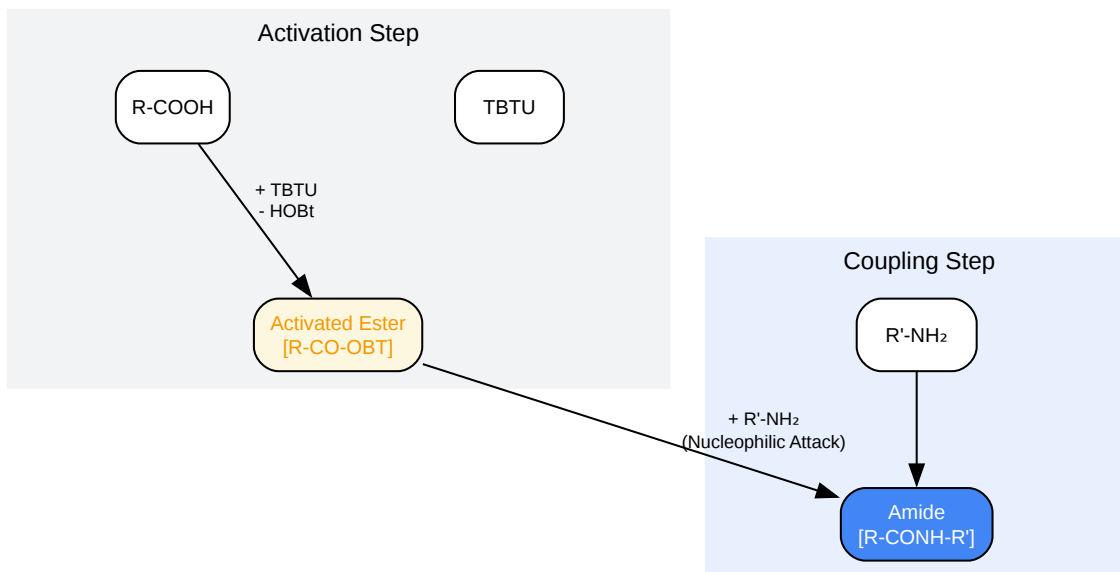 Activation Step
R-COOH
TBTU
+ TBTU
- HOBt
Activated Ester
[R-CO-OBT]
Coupling Step
R'-NH₂
+ R'-NH₂
(Nucleophilic Attack)
Amide
[R-CONH-R']